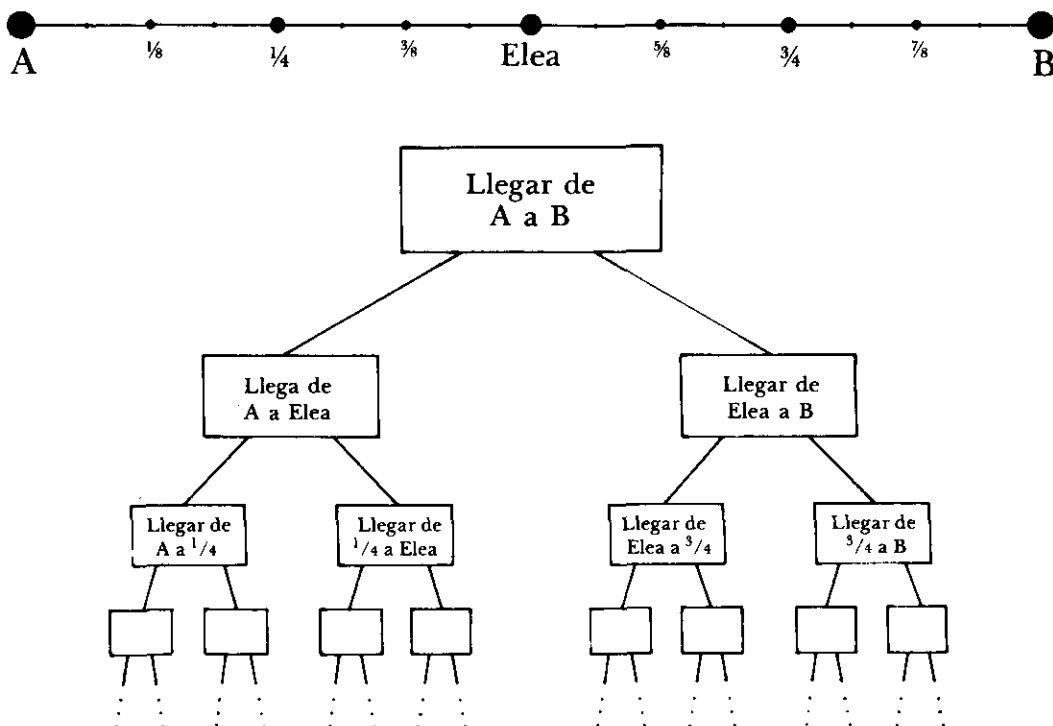 A ⅛ ¼ ⅜ Elea ⅝ ¾ ⅞ B
Llegar de
A a B
Llega de
A a Elea
Llegar de
Elea a B
Llegar de
A a 1/4
Llegar de
1/4 a Elea
Llegar de
Elea a 3/4
Llegar de
3/4 a B